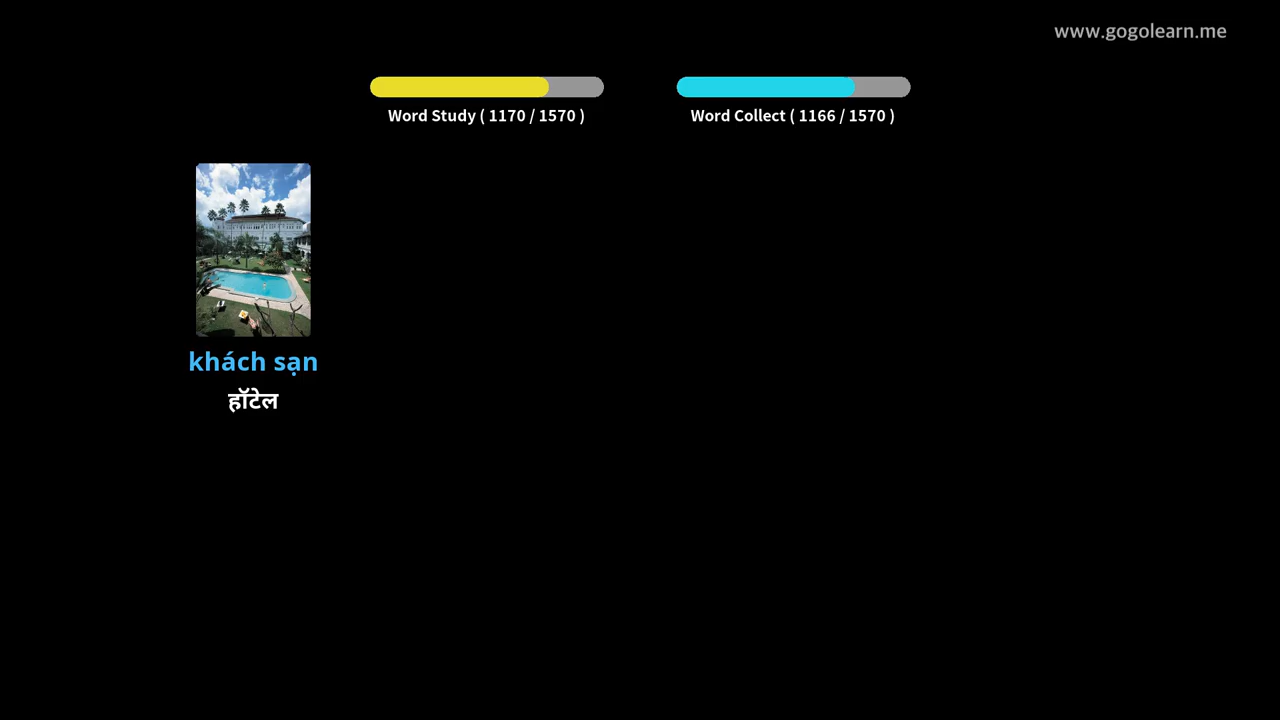 www.gogolearn.me
Word Study ( 1170 / 1570 )
Word Collect ( 1166 / 1570 )
khách sạn
हॉटेल